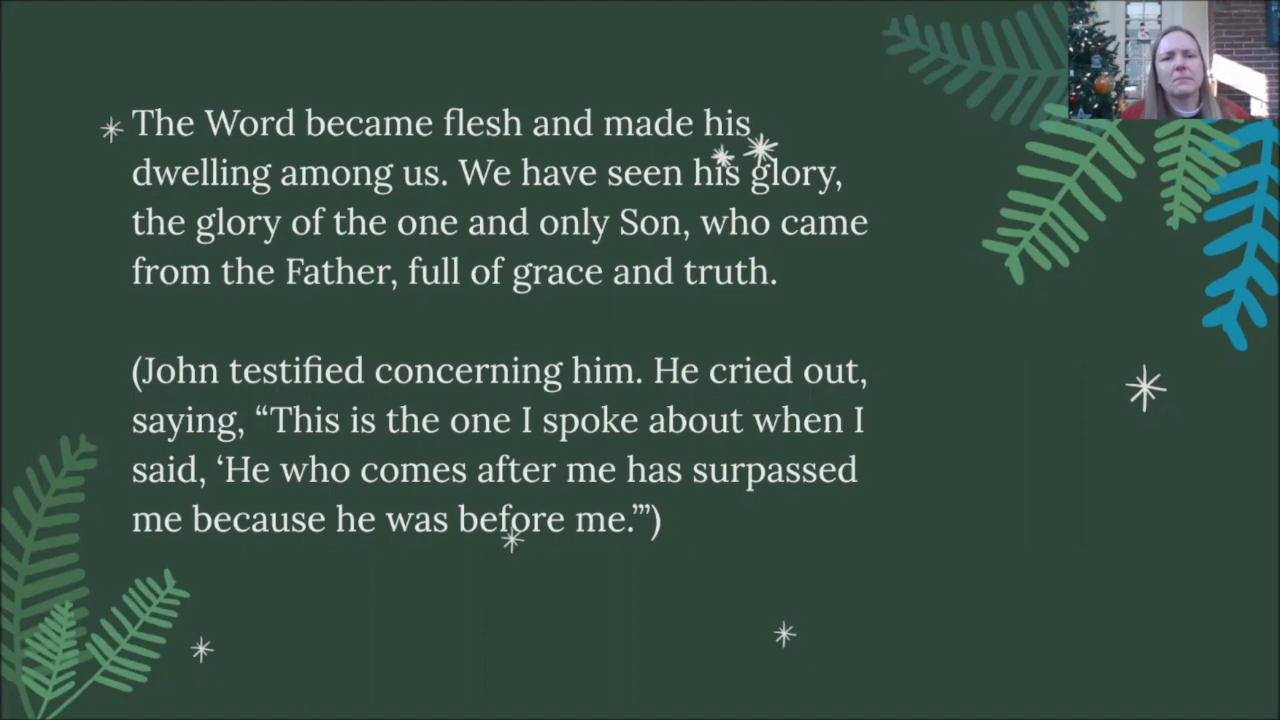 The Word became flesh and made his
dwelling among us. We have seen his glory,
the glory of the one and only Son, who came
from the Father, full of grace and truth.
(John testified concerning him. He cried out,
saying, “This is the one I spoke about when I
said, ‘He who comes after me has surpassed
me because he was before me.’”)